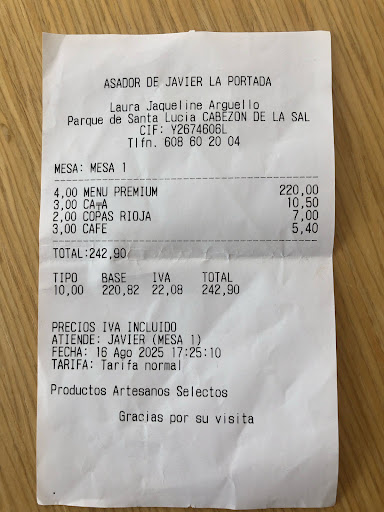 ASADOR DE JAVIER LA PORTADA
Laura Jaqueline Arguello
Parque de Santa Lucia CABEZON DE LA SAL
CIF: Y2674606L
Tlfn. 608 60 20 04
MESA: MESA 1
4,00 MENU PREMIUM 220,00
3,00 CA╤A 10,50
2,00 COPAS RIOJA 7,00
3,00 CAFE 5,40
TOTAL:242,90
TIPO BASE IVA TOTAL
10,00 220,82 22,08 242,90
PRECIOS IVA INCLUIDO
ATIENDE: JAVIER (MESA 1)
FECHA: 16 Ago 2025 17:25:10
TARIFA: Tarifa normal
Productos Artesanos Selectos
Gracias por su visita